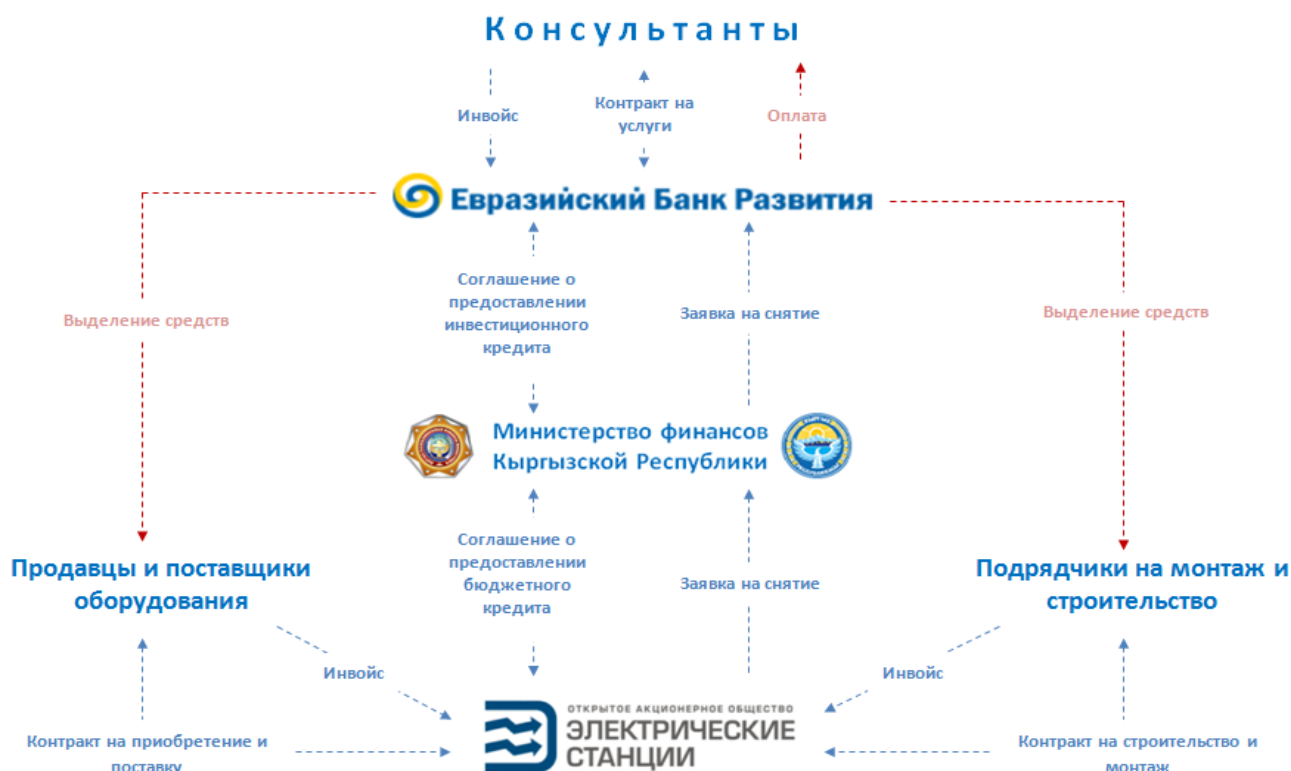 Консультанты
Инвойс
Контракт на
услуги
Оплата
Евразийский Банк Развития
Выделение средств
Соглашение о
предоставлении
инвестиционного
кредита
Заявка на снятие
Выделение средств
Министерство финансов
Кыргызской Республики
Соглашение о
предоставлении
бюджетного
кредита
Заявка на снятие
Продавцы и поставщики
оборудования
Подрядчики на монтаж и
строительство
Инвойс
Инвойс
ОТКРЫТОЕ АКЦИОНЕРНОЕ ОБЩЕСТВО
ЭЛЕКТРИЧЕСКИЕ
СТАНЦИИ
Контракт на приобретение и
поставку
Контракт на строительство и
монтаж